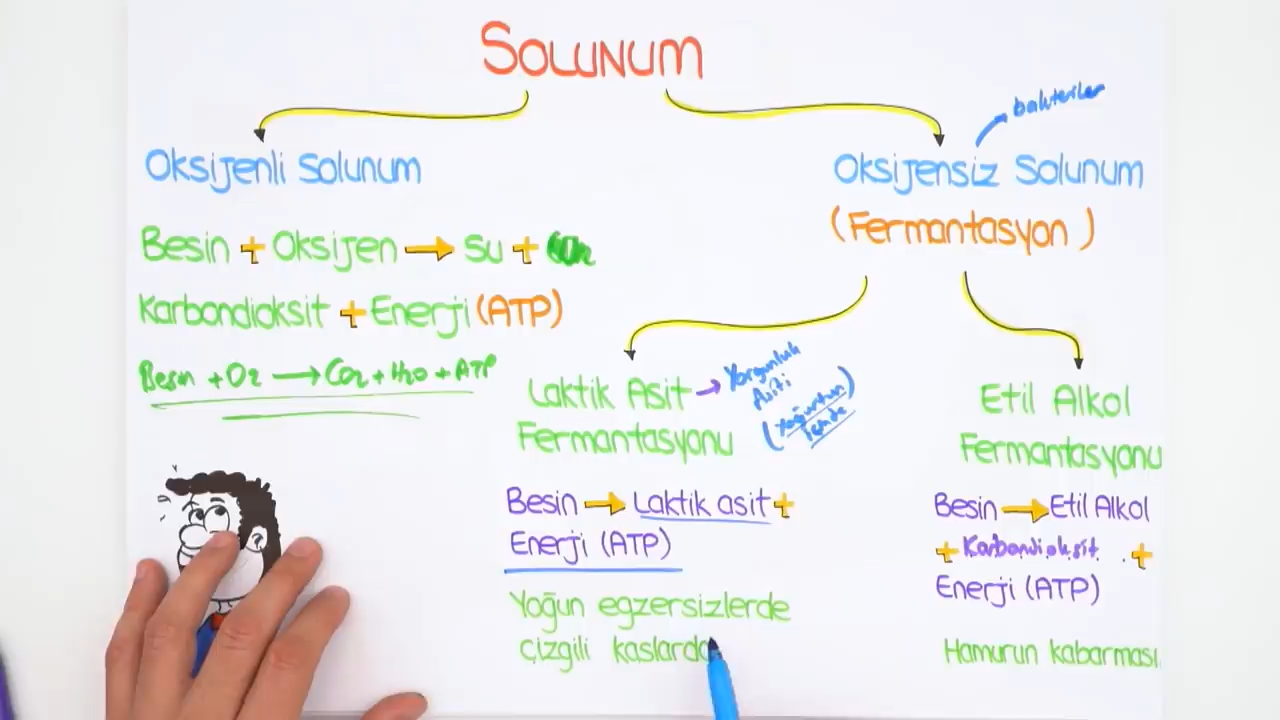 SOLUNUM
bakteriler
Oksijenli Solunum
Besin + Oksijen → Su +
Karbondioksit + Enerji (ATP)
Besin + O2 → CO2 + H2O + ATP
Oksijensiz Solunum
(Fermantasyon)
Laktik Asit → Yorgunluk
Asiti
(Yoğurtun
içinde)
Fermantasyonu
Besin → Laktik asit +
Enerji (ATP)
Yoğun egzersizlerde
çizgili kaslarda
Etil Alkol
Fermantasyonu
Besin → Etil Alkol
+ Karbondioksit +
Enerji (ATP)
Hamurun kabarması